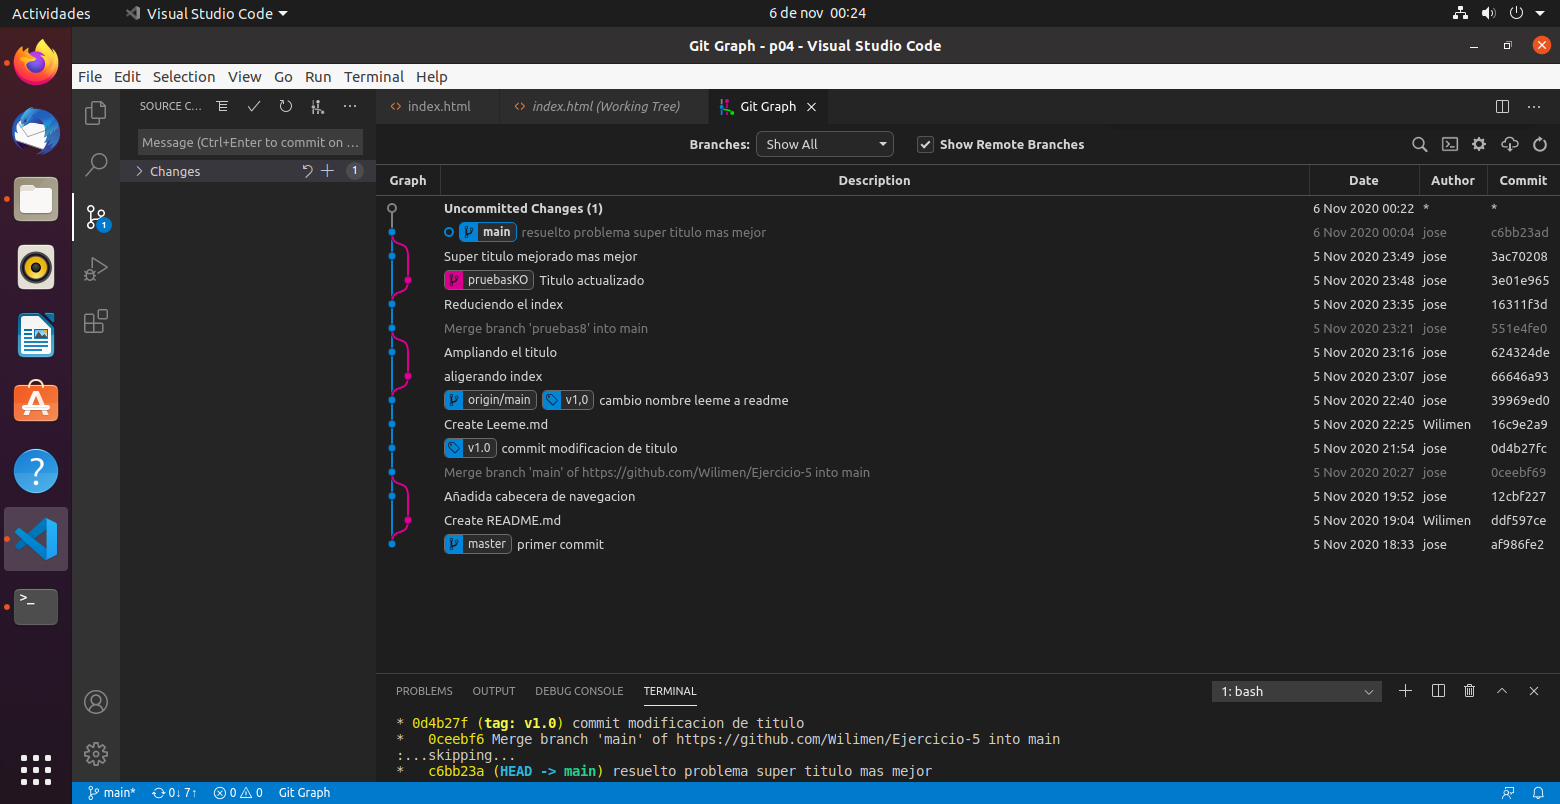 Actividades Visual Studio Code 6 de nov 00:24
Git Graph - p04 - Visual Studio Code
File Edit Selection View Go Run Terminal Help
SOURCE C... index.html index.html (Working Tree) Git Graph
Message (Ctrl+Enter to commit on ... Branches: Show All Show Remote Branches
Changes 1
Graph Description Date Author Commit
Uncommitted Changes (1) 6 Nov 2020 00:22 * *
1
main resuelto problema super titulo mas mejor 6 Nov 2020 00:04 jose c6bb23ad
Super titulo mejorado mas mejor 5 Nov 2020 23:49 jose 3ac70208
pruebasKO Titulo actualizado 5 Nov 2020 23:48 jose 3e01e965
Reduciendo el index 5 Nov 2020 23:35 jose 16311f3d
Merge branch 'pruebas8' into main 5 Nov 2020 23:21 jose 551e4fe0
Ampliando el titulo 5 Nov 2020 23:16 jose 624324de
aligerando index 5 Nov 2020 23:07 jose 66646a93
origin/main v1,0 cambio nombre leeme a readme 5 Nov 2020 22:40 jose 39969ed0
Create Leeme.md 5 Nov 2020 22:25 Wilimen 16c9e2a9
v1.0 commit modificacion de titulo 5 Nov 2020 21:54 jose 0d4b27fc
Merge branch 'main' of https://github.com/Wilimen/Ejercicio-5 into main 5 Nov 2020 20:27 jose 0ceebf69
Añadida cabecera de navegacion 5 Nov 2020 19:52 jose 12cbf227
Create README.md 5 Nov 2020 19:04 Wilimen ddf597ce
master primer commit 5 Nov 2020 18:33 jose af986fe2
PROBLEMS OUTPUT DEBUG CONSOLE TERMINAL 1: bash
* 0d4b27f (tag: v1.0) commit modificacion de titulo
* 0ceebf6 Merge branch 'main' of https://github.com/Wilimen/Ejercicio-5 into main
:...skipping...
* c6bb23a (HEAD -> main) resuelto problema super titulo mas mejor
main* 0↓ 7↑ 0 0 Git Graph